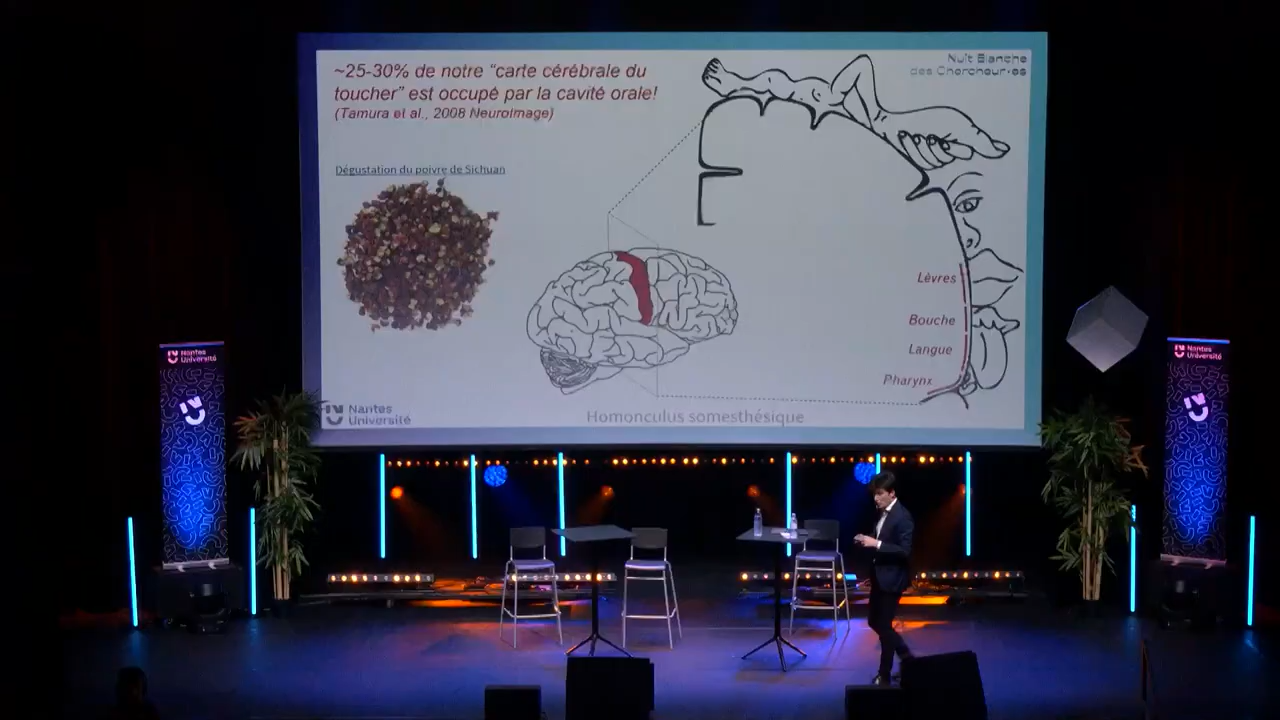 ~25-30% de notre "carte cérébrale du
toucher" est occupé par la cavité orale!
(Tamura et al., 2008 NeuroImage)
Nuit Blanche
des Chercheur·es
Dégustation du poivre de Sichuan
Lèvres
Bouche
Langue
Pharynx
Homonculus somesthésique
Nantes
Université
Nantes
Université
Nantes
Université